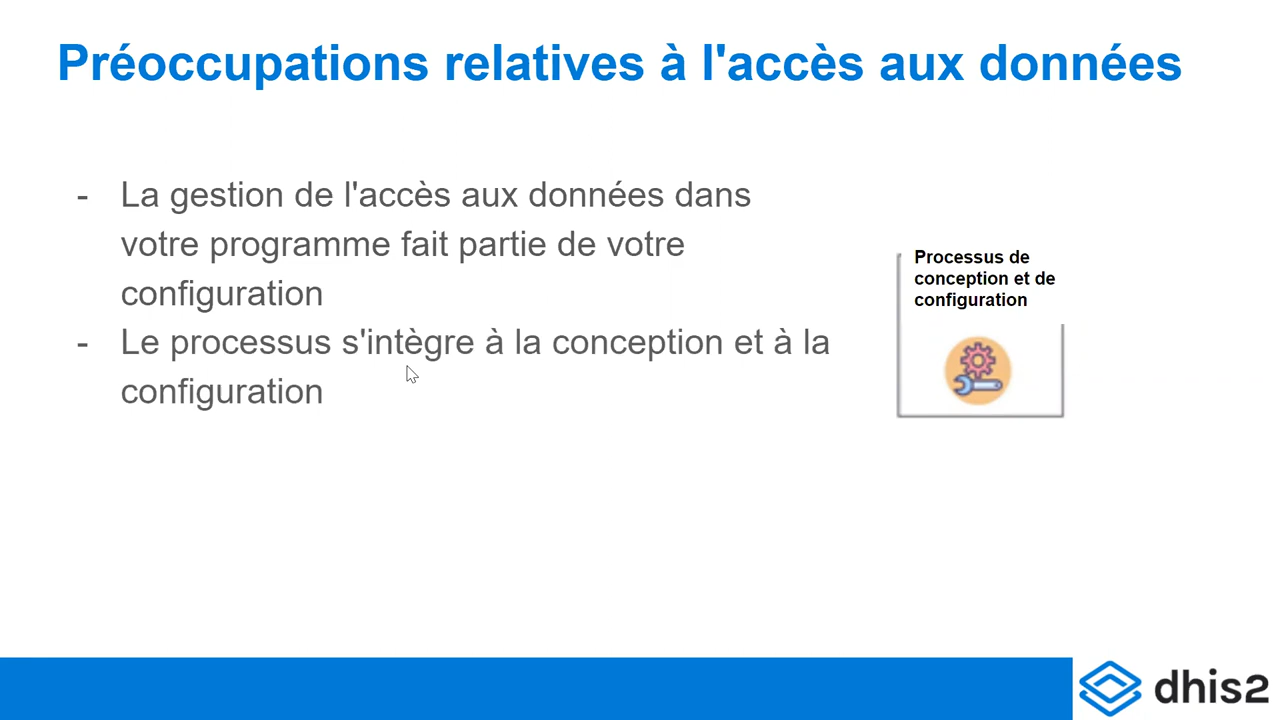 Préoccupations relatives à l'accès aux données
- La gestion de l'accès aux données dans
votre programme fait partie de votre
configuration
- Le processus s'intègre à la conception et à la
configuration
Processus de
conception et de
configuration
dhis2